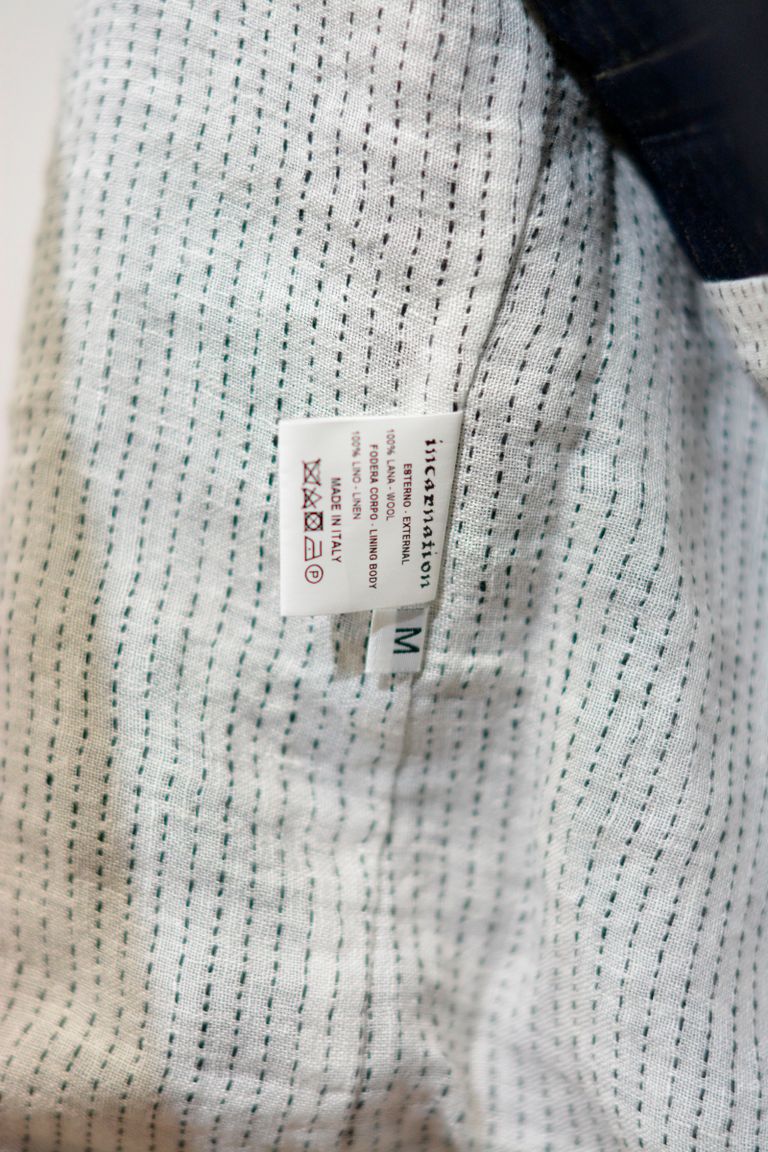 incarnation
ESTERNO - EXTERNAL
100% LANA - WOOL
FODERA CORPO - LINING BODY
100% LINO - LINEN
MADE IN ITALY
P
M